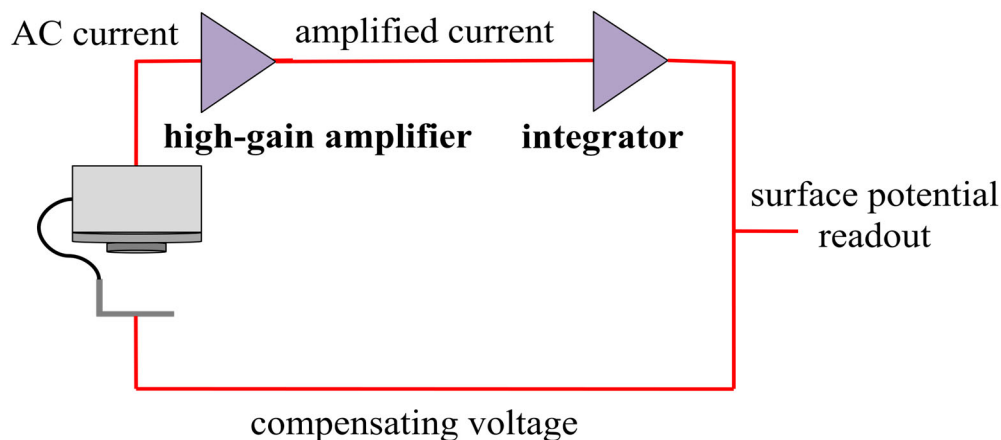 AC current
amplified current
high-gain amplifier
integrator
surface potential
readout
compensating voltage